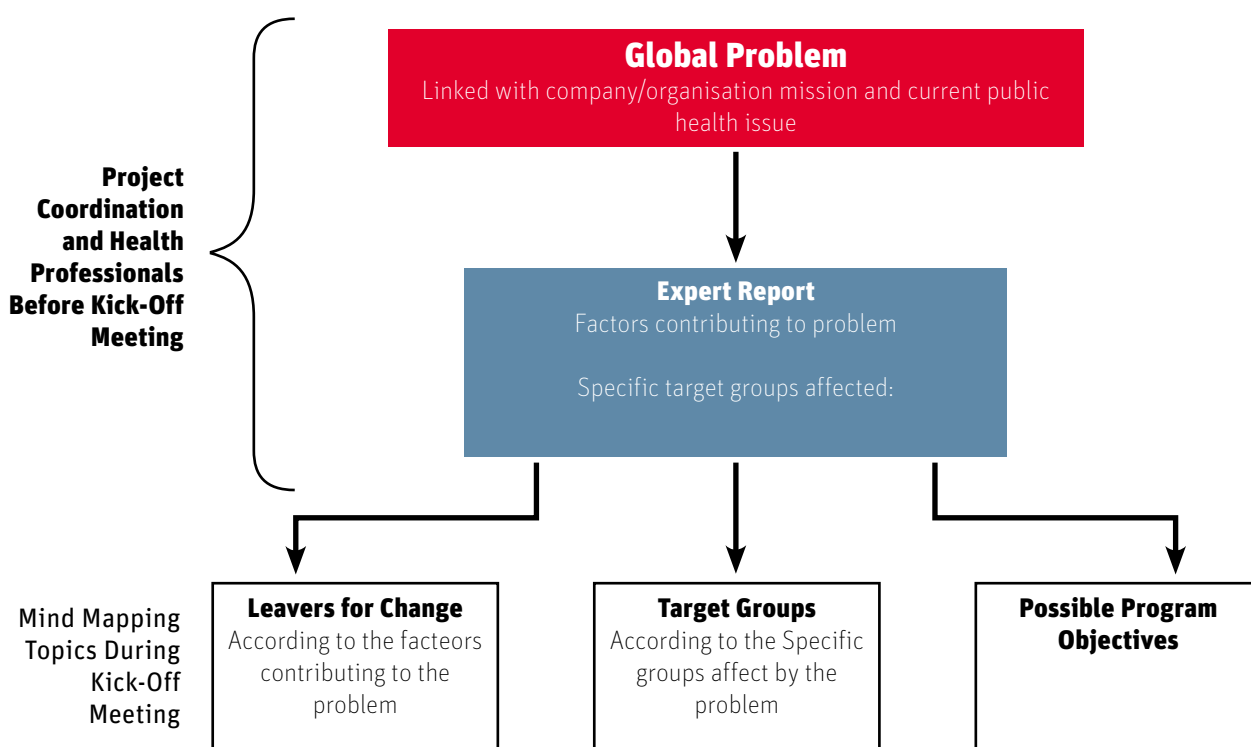 Global Problem
Linked with company/organisation mission and current public
health issue
Project
Coordination
and Health
Professionals
Before Kick-Off
Meeting
Expert Report
Factors contributing to problem
Specific target groups affected:
Mind Mapping
Topics During
Kick-Off
Meeting
Leavers for Change
According to the facteors
contributing to the
problem
Target Groups
According to the Specific
groups affect by the
problem
Possible Program
Objectives